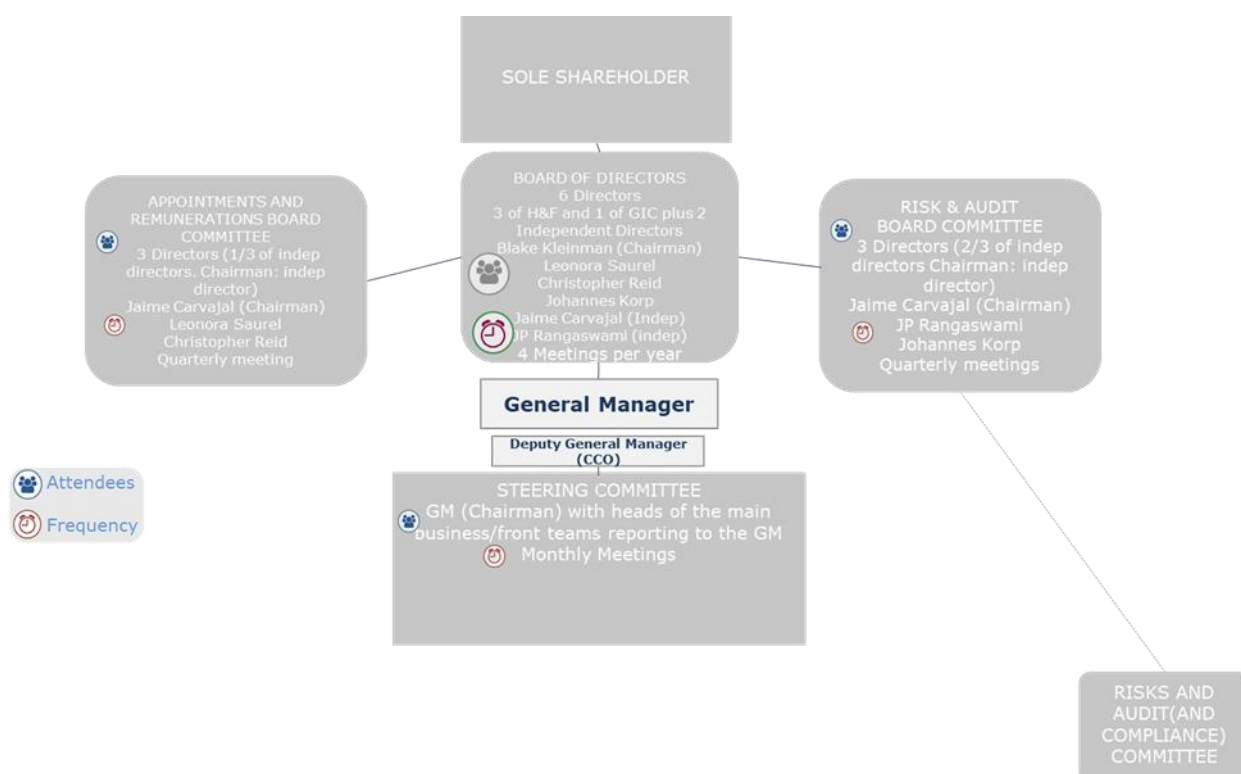 SOLE SHAREHOLDER
BOARD OF DIRECTORS
6 Directors
3 of H&F and 1 of GIC plus 2
Independent Directors
Blake Kleinman (Chairman)
Leonora Saurel
Christopher Reid
Johannes Korp
Jaime Carvajal (Indep)
JP Rangaswami (indep)
4 Meetings per year
APPOINTMENTS AND
REMUNERATIONS BOARD
COMMITTEE
3 Directors (1/3 of indep
directors. Chairman: indep
director)
Jaime Carvajal (Chairman)
Leonora Saurel
Christopher Reid
Quarterly meeting
RISK & AUDIT
BOARD COMMITTEE
3 Directors (2/3 of indep
directors Chairman: indep
director)
Jaime Carvajal (Chairman)
JP Rangaswami
Johannes Korp
Quarterly meetings
General Manager
Deputy General Manager
(CCO)
STEERING COMMITTEE
GM (Chairman) with heads of the main
business/front teams reporting to the GM
Monthly Meetings
Attendees
Frequency
RISKS AND
AUDIT(AND
COMPLIANCE)
COMMITTEE